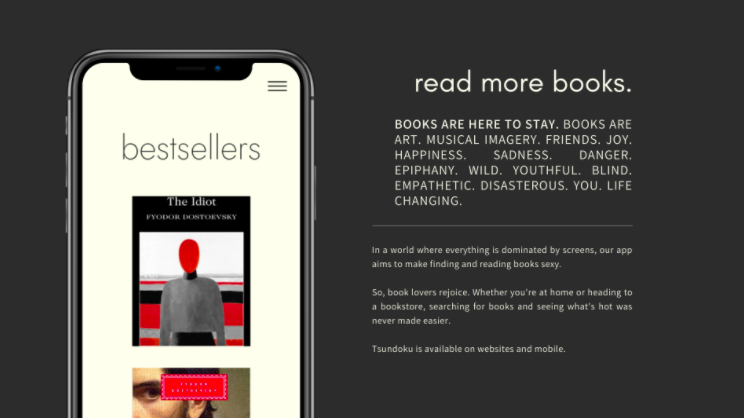 bestsellers
The Idiot
FYODOR DOSTOEVSKY
read more books.
BOOKS ARE HERE TO STAY. BOOKS ARE
ART. MUSICAL IMAGERY. FRIENDS. JOY.
HAPPINESS. SADNESS. DANGER.
EPIPHANY. WILD. YOUTHFUL. BLIND.
EMPATHETIC. DISASTEROUS. YOU. LIFE
CHANGING.
In a world where everything is dominated by screens, our app
aims to make finding and reading books sexy.
So, book lovers rejoice. Whether you're at home or heading to
a bookstore, searching for books and seeing what's hot was
never made easier.
Tsundoku is available on websites and mobile.